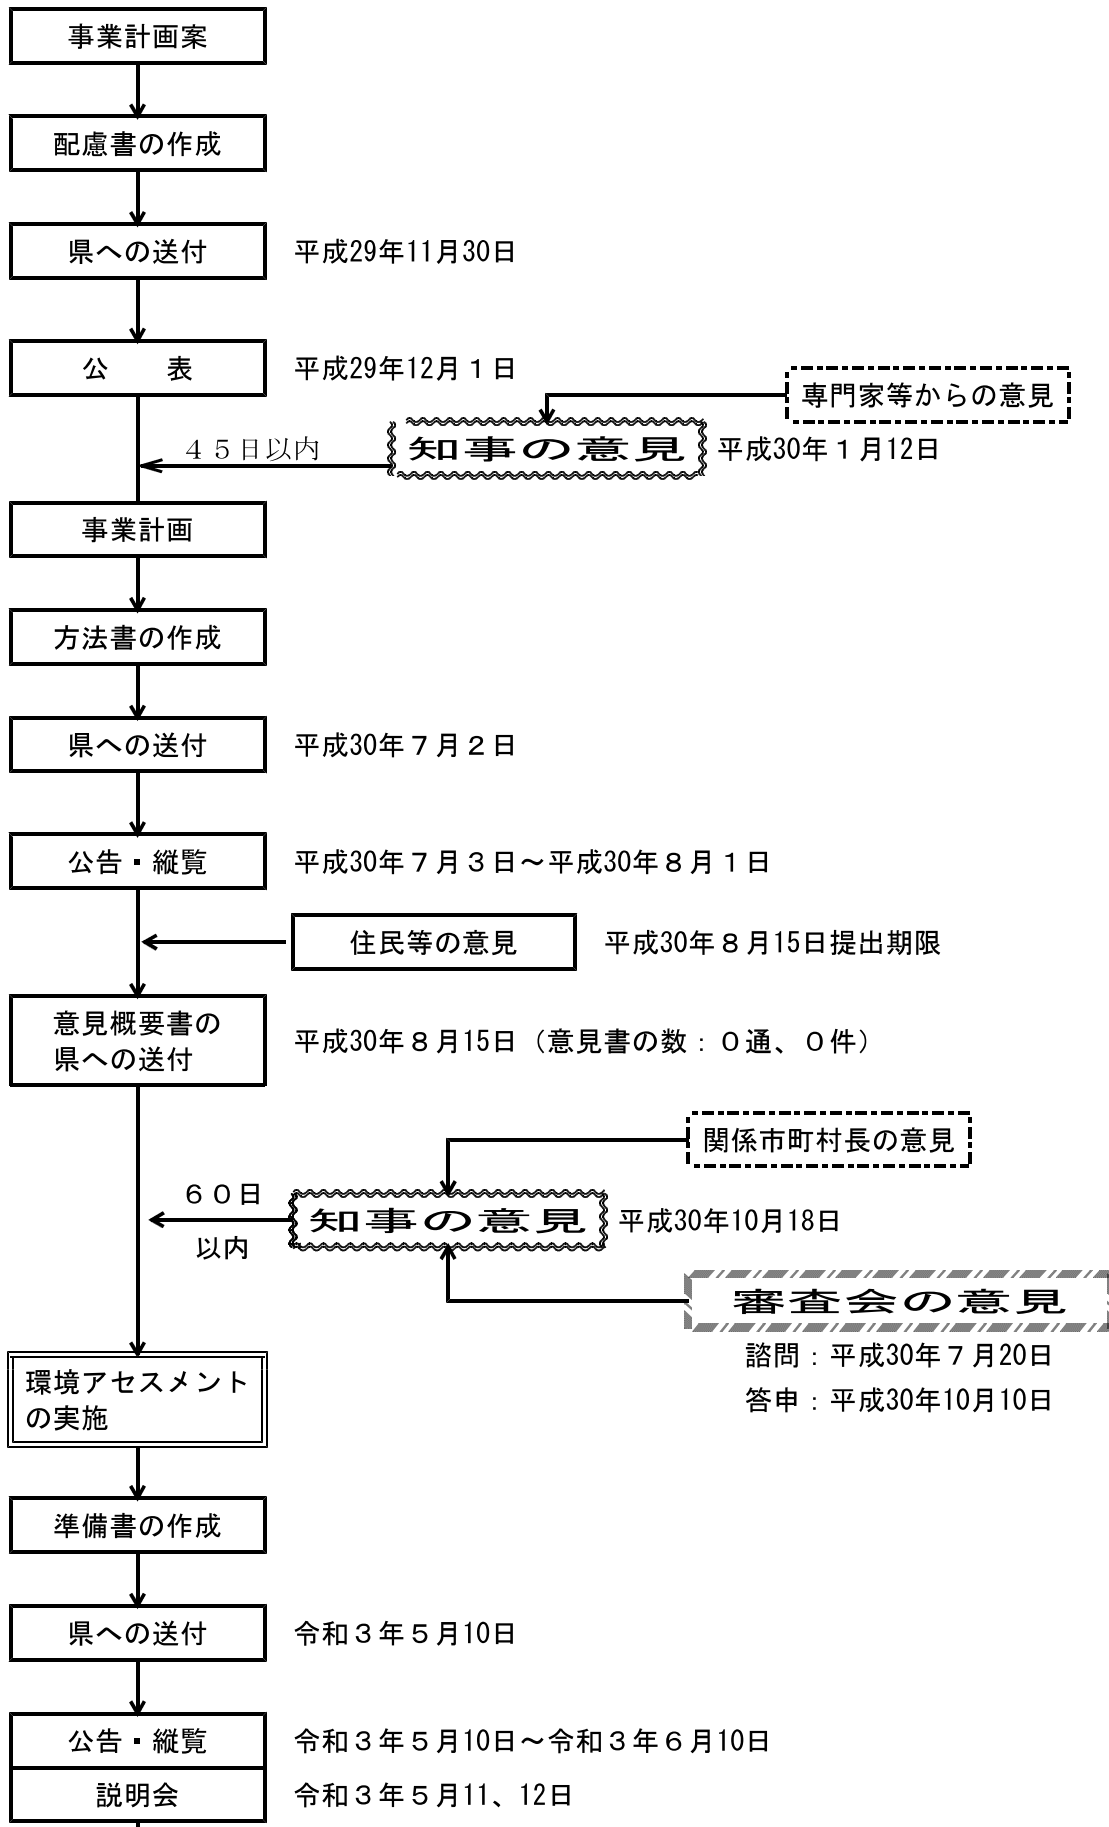 事業計画案
配慮書の作成
県への送付 平成29年11月30日
公　　表 平成29年12月１日
専門家等からの意見
４５日以内 知事の意見 平成30年１月12日
事業計画
方法書の作成
県への送付 平成30年７月２日
公告・縦覧 平成30年７月３日～平成30年８月１日
住民等の意見 平成30年８月15日提出期限
意見概要書の
県への送付
平成30年８月15日（意見書の数：０通、０件）
関係市町村長の意見
６０日
以内
知事の意見 平成30年10月18日
審査会の意見
諮問：平成30年７月20日
答申：平成30年10月10日
環境アセスメント
の実施
準備書の作成
県への送付 令和３年５月10日
公告・縦覧 令和３年５月10日～令和３年６月10日
説明会 令和３年５月11、12日